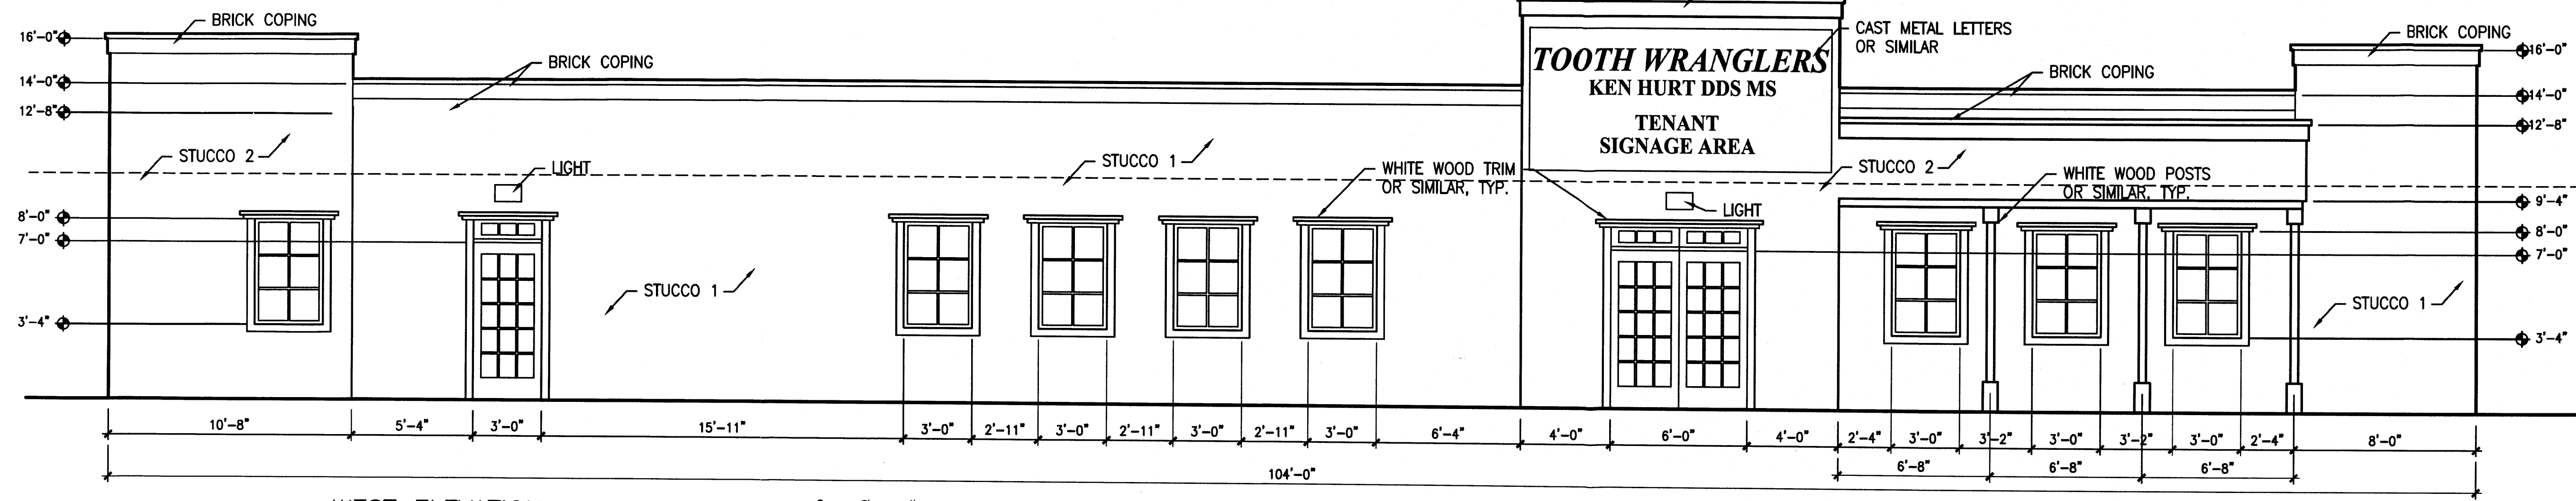 BRICK COPING
16'-0"
14'-0"
12'-8"
BRICK COPING
STUCCO 2
LIGHT
STUCCO 1
WHITE WOOD TRIM
OR SIMILAR, TYP.
TOOTH WRANGLERS
KEN HURT DDS MS
TENANT
SIGNAGE AREA
CAST METAL LETTERS
OR SIMILAR
BRICK COPING
BRICK COPING
16'-0"
14'-0"
12'-8"
STUCCO 2
WHITE WOOD POSTS
OR SIMILAR, TYP.
LIGHT
9'-4"
8'-0"
7'-0"
8'-0"
7'-0"
STUCCO 1
STUCCO 1
3'-4"
3'-4"
10'-8"
5'-4"
3'-0"
15'-11"
3'-0"
2'-11"
3'-0"
2'-11"
3'-0"
2'-11"
3'-0"
6'-4"
4'-0"
6'-0"
4'-0"
2'-4"
3'-0"
3'-2"
3'-0"
3'-2"
3'-0"
2'-4"
8'-0"
6'-8"
6'-8"
6'-8"
104'-0"
WEST ELEVATION